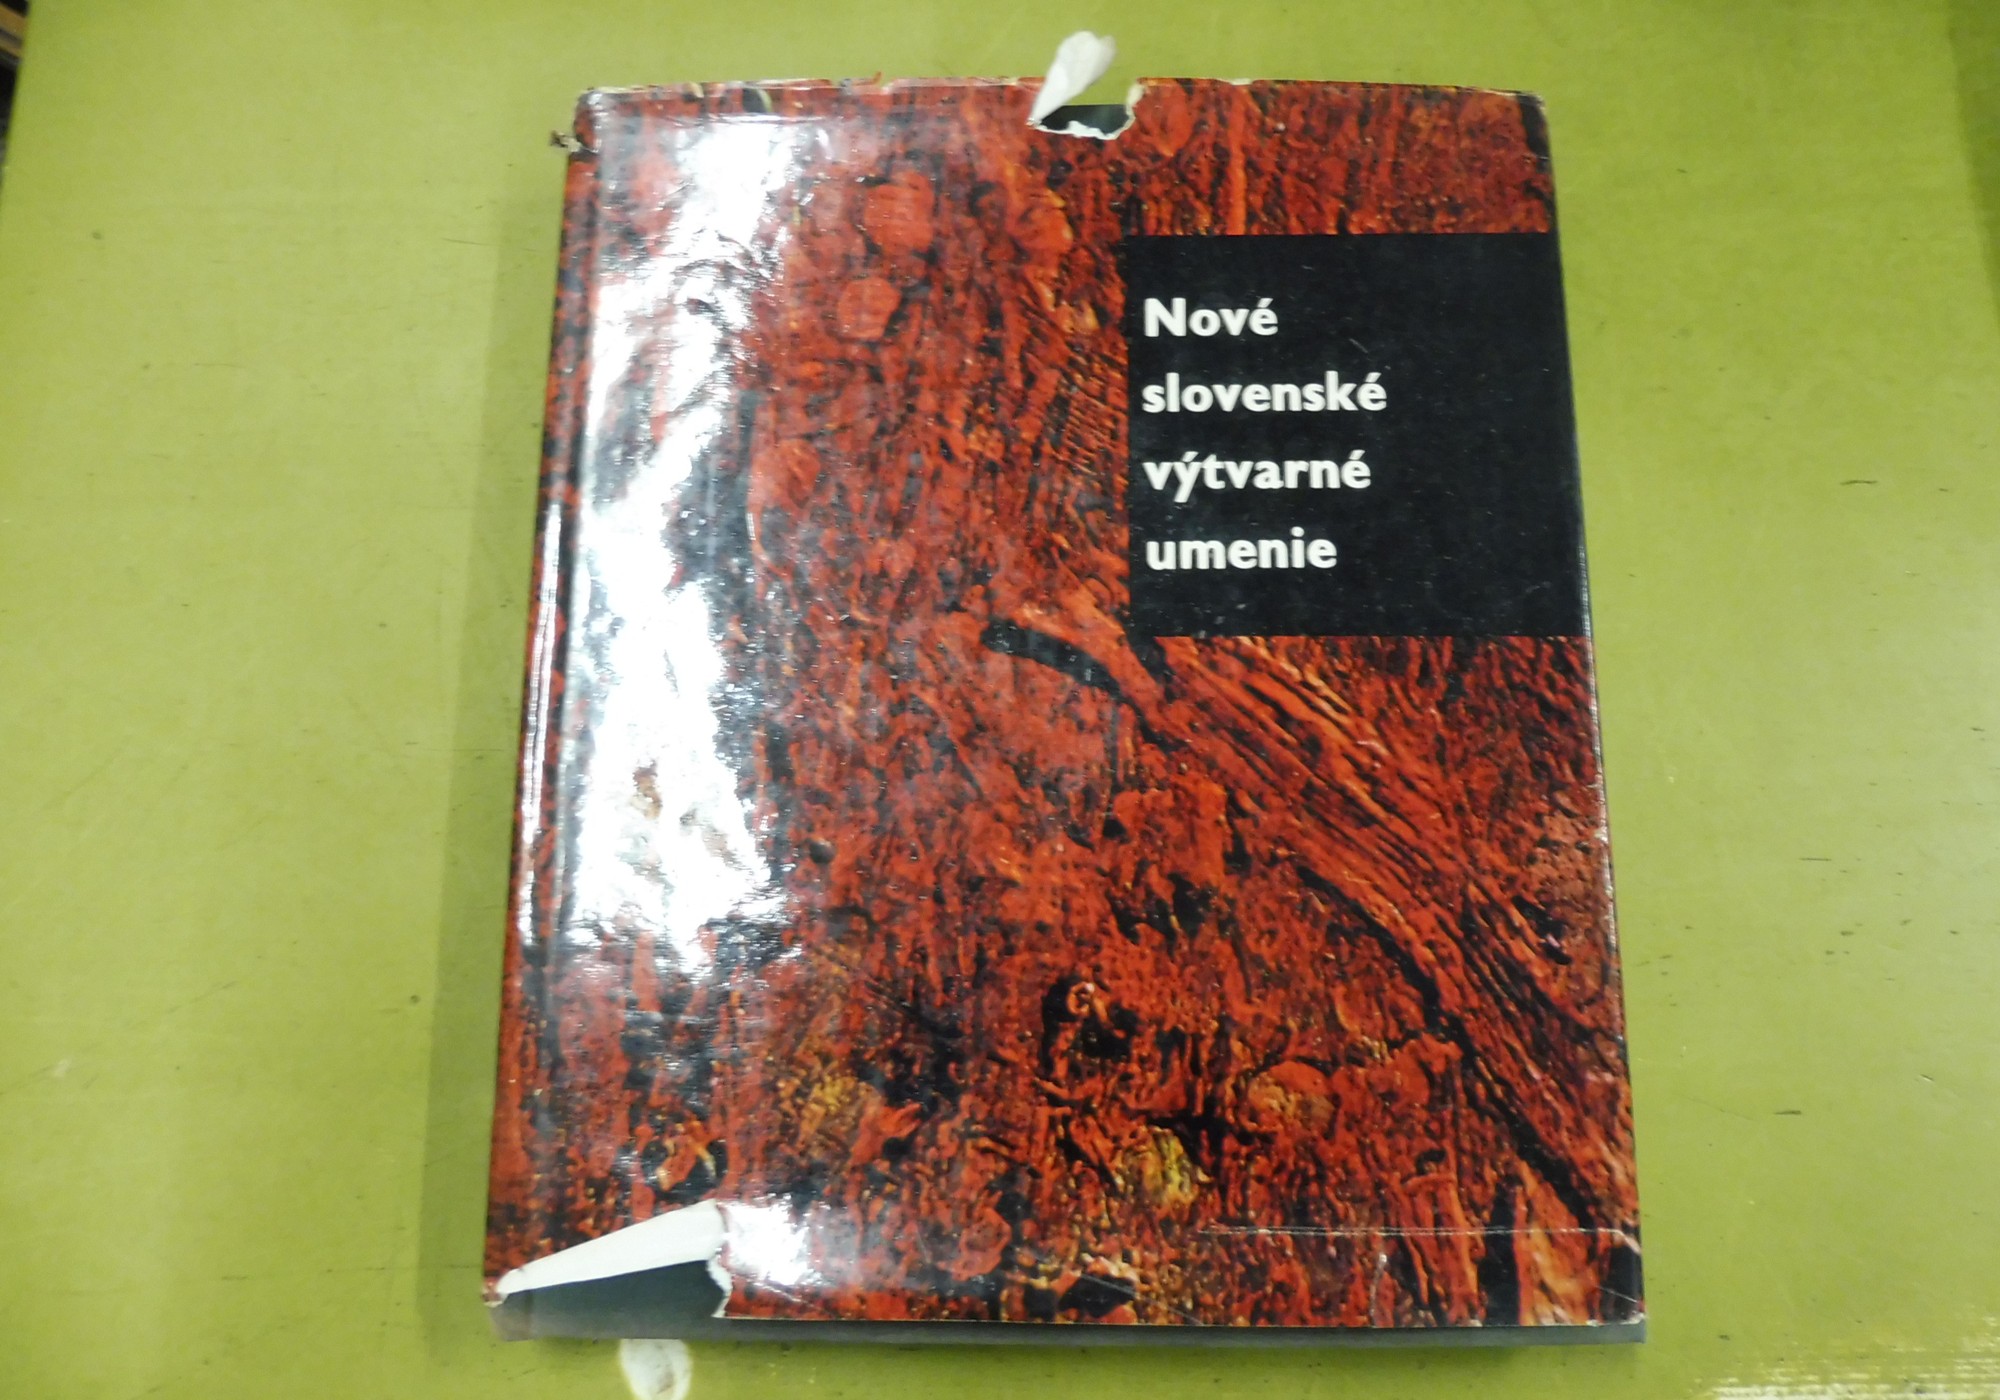 Nové
slovenské
výtvarné
umenie